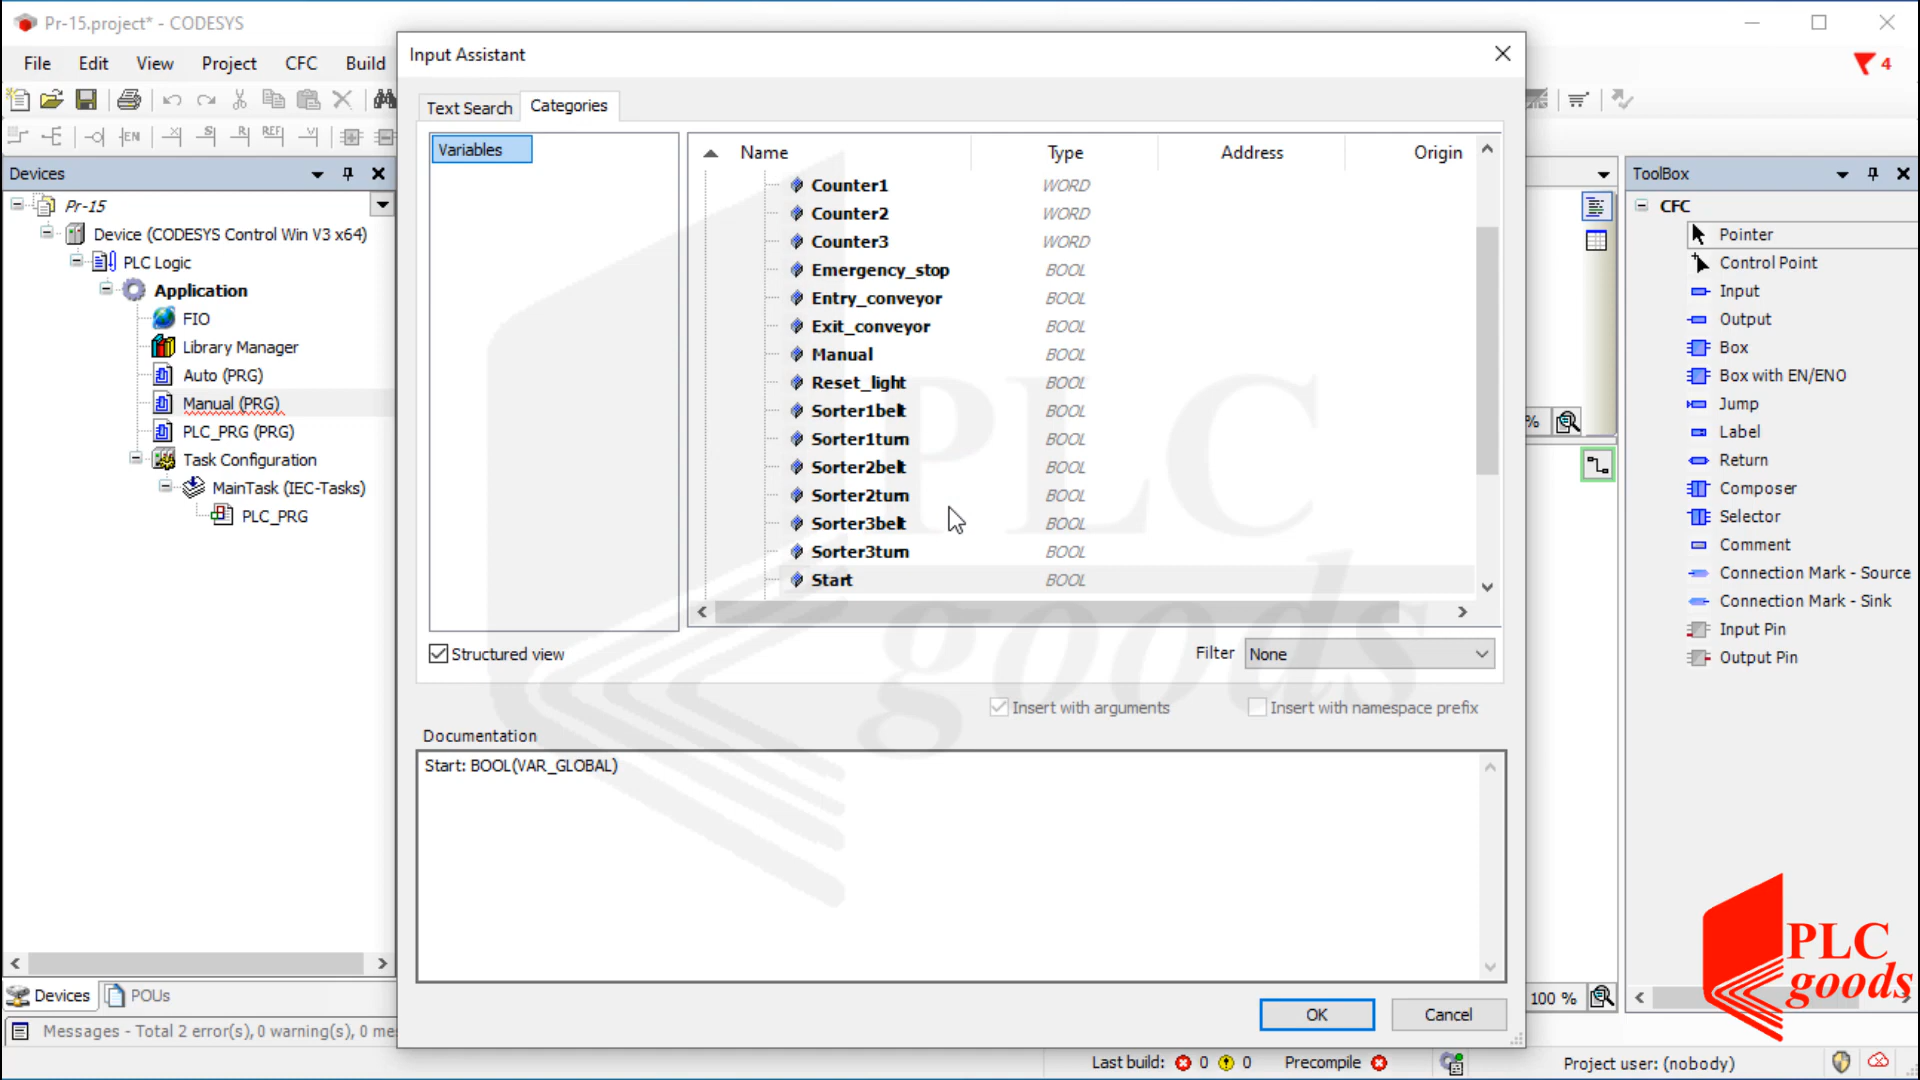 Pr-15.project* - CODESYS
File Edit View Project CFC Build
4
Input Assistant
Text Search Categories
Variables
Name Type Address Origin
Counter1 WORD
Counter2 WORD
Counter3 WORD
Emergency_stop BOOL
Entry_conveyor BOOL
Exit_conveyor BOOL
Manual BOOL
Reset_light BOOL
Sorter1belt BOOL
Sorter1turn BOOL
Sorter2belt BOOL
Sorter2turn BOOL
Sorter3belt BOOL
Sorter3turn BOOL
Start BOOL
Structured view
Filter None
Insert with arguments
Insert with namespace prefix
Documentation
Start: BOOL(VAR_GLOBAL)
OK Cancel
Devices
Pr-15
Device (CODESYS Control Win V3 x64)
PLC Logic
Application
FIO
Library Manager
Auto (PRG)
Manual (PRG)
PLC_PRG (PRG)
Task Configuration
MainTask (IEC-Tasks)
PLC_PRG
Devices POUs
Messages - Total 2 error(s), 0 warning(s), 0 me
ToolBox
CFC
Pointer
Control Point
Input
Output
Box
Box with EN/ENO
Jump
Label
Return
Composer
Selector
Comment
Connection Mark - Source
Connection Mark - Sink
Input Pin
Output Pin
%
100 %
Last build: 0 0 Precompile
Project user: (nobody)
PLC
goods
PLC
goods